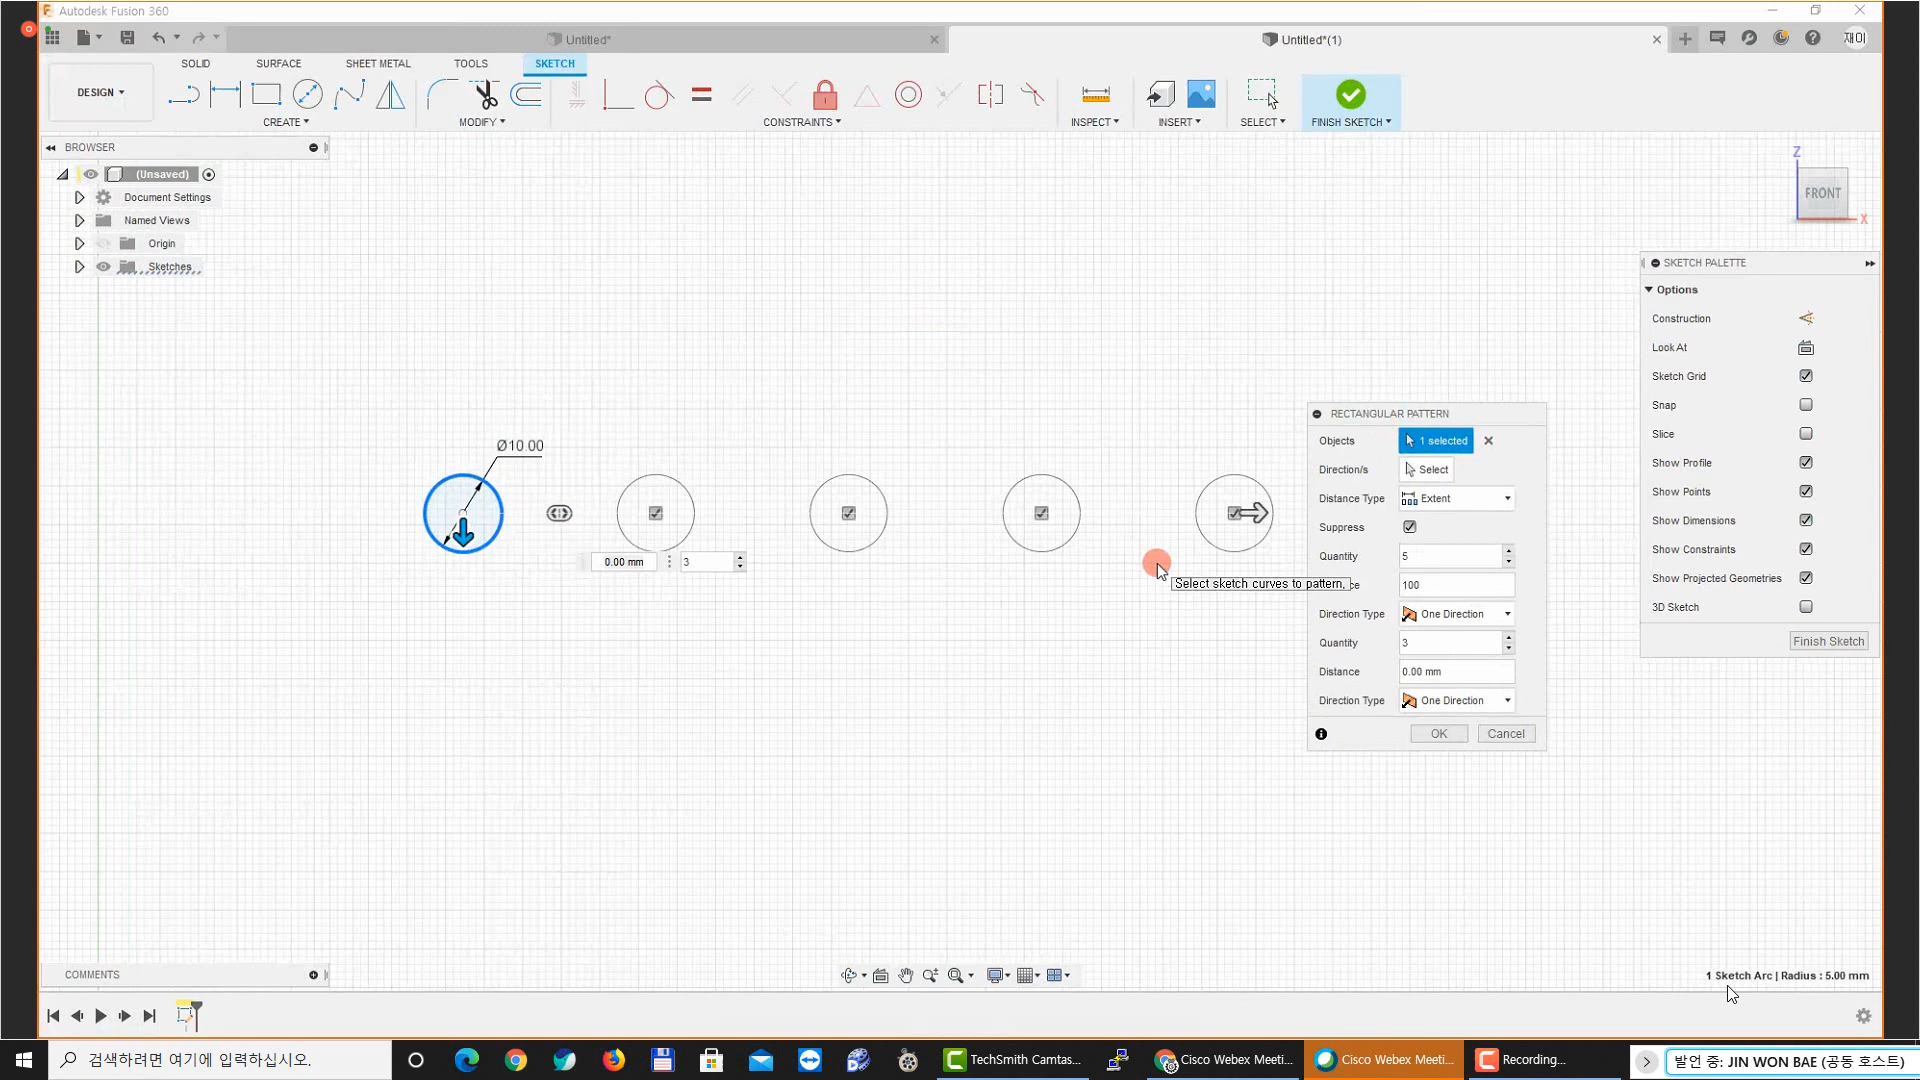 Autodesk Fusion 360
Untitled*
Untitled*(1)
재이
SOLID
SURFACE
SHEET METAL
TOOLS
SKETCH
DESIGN
CREATE
MODIFY
CONSTRAINTS
INSPECT
INSERT
SELECT
FINISH SKETCH
BROWSER
(Unsaved)
Document Settings
Named Views
Origin
Sketches
Z
FRONT
X
SKETCH PALETTE
Options
Construction
Look At
Sketch Grid
Snap
Slice
Show Profile
Show Points
Show Dimensions
Show Constraints
Show Projected Geometries
3D Sketch
Finish Sketch
Ø10.00
0.00 mm
3
Select sketch curves to pattern,
RECTANGULAR PATTERN
Objects 1 selected
Direction/s Select
Distance Type Extent
Suppress
Quantity 5
ce 100
Direction Type One Direction
Quantity 3
Distance 0.00 mm
Direction Type One Direction
OK Cancel
COMMENTS
1 Sketch Arc | Radius : 5.00 mm
검색하려면 여기에 입력하십시오.
TechSmith Camtas...
Cisco Webex Meeti...
Cisco Webex Meeti...
Recording...
발언 중: JIN WON BAE (공동 호스트)